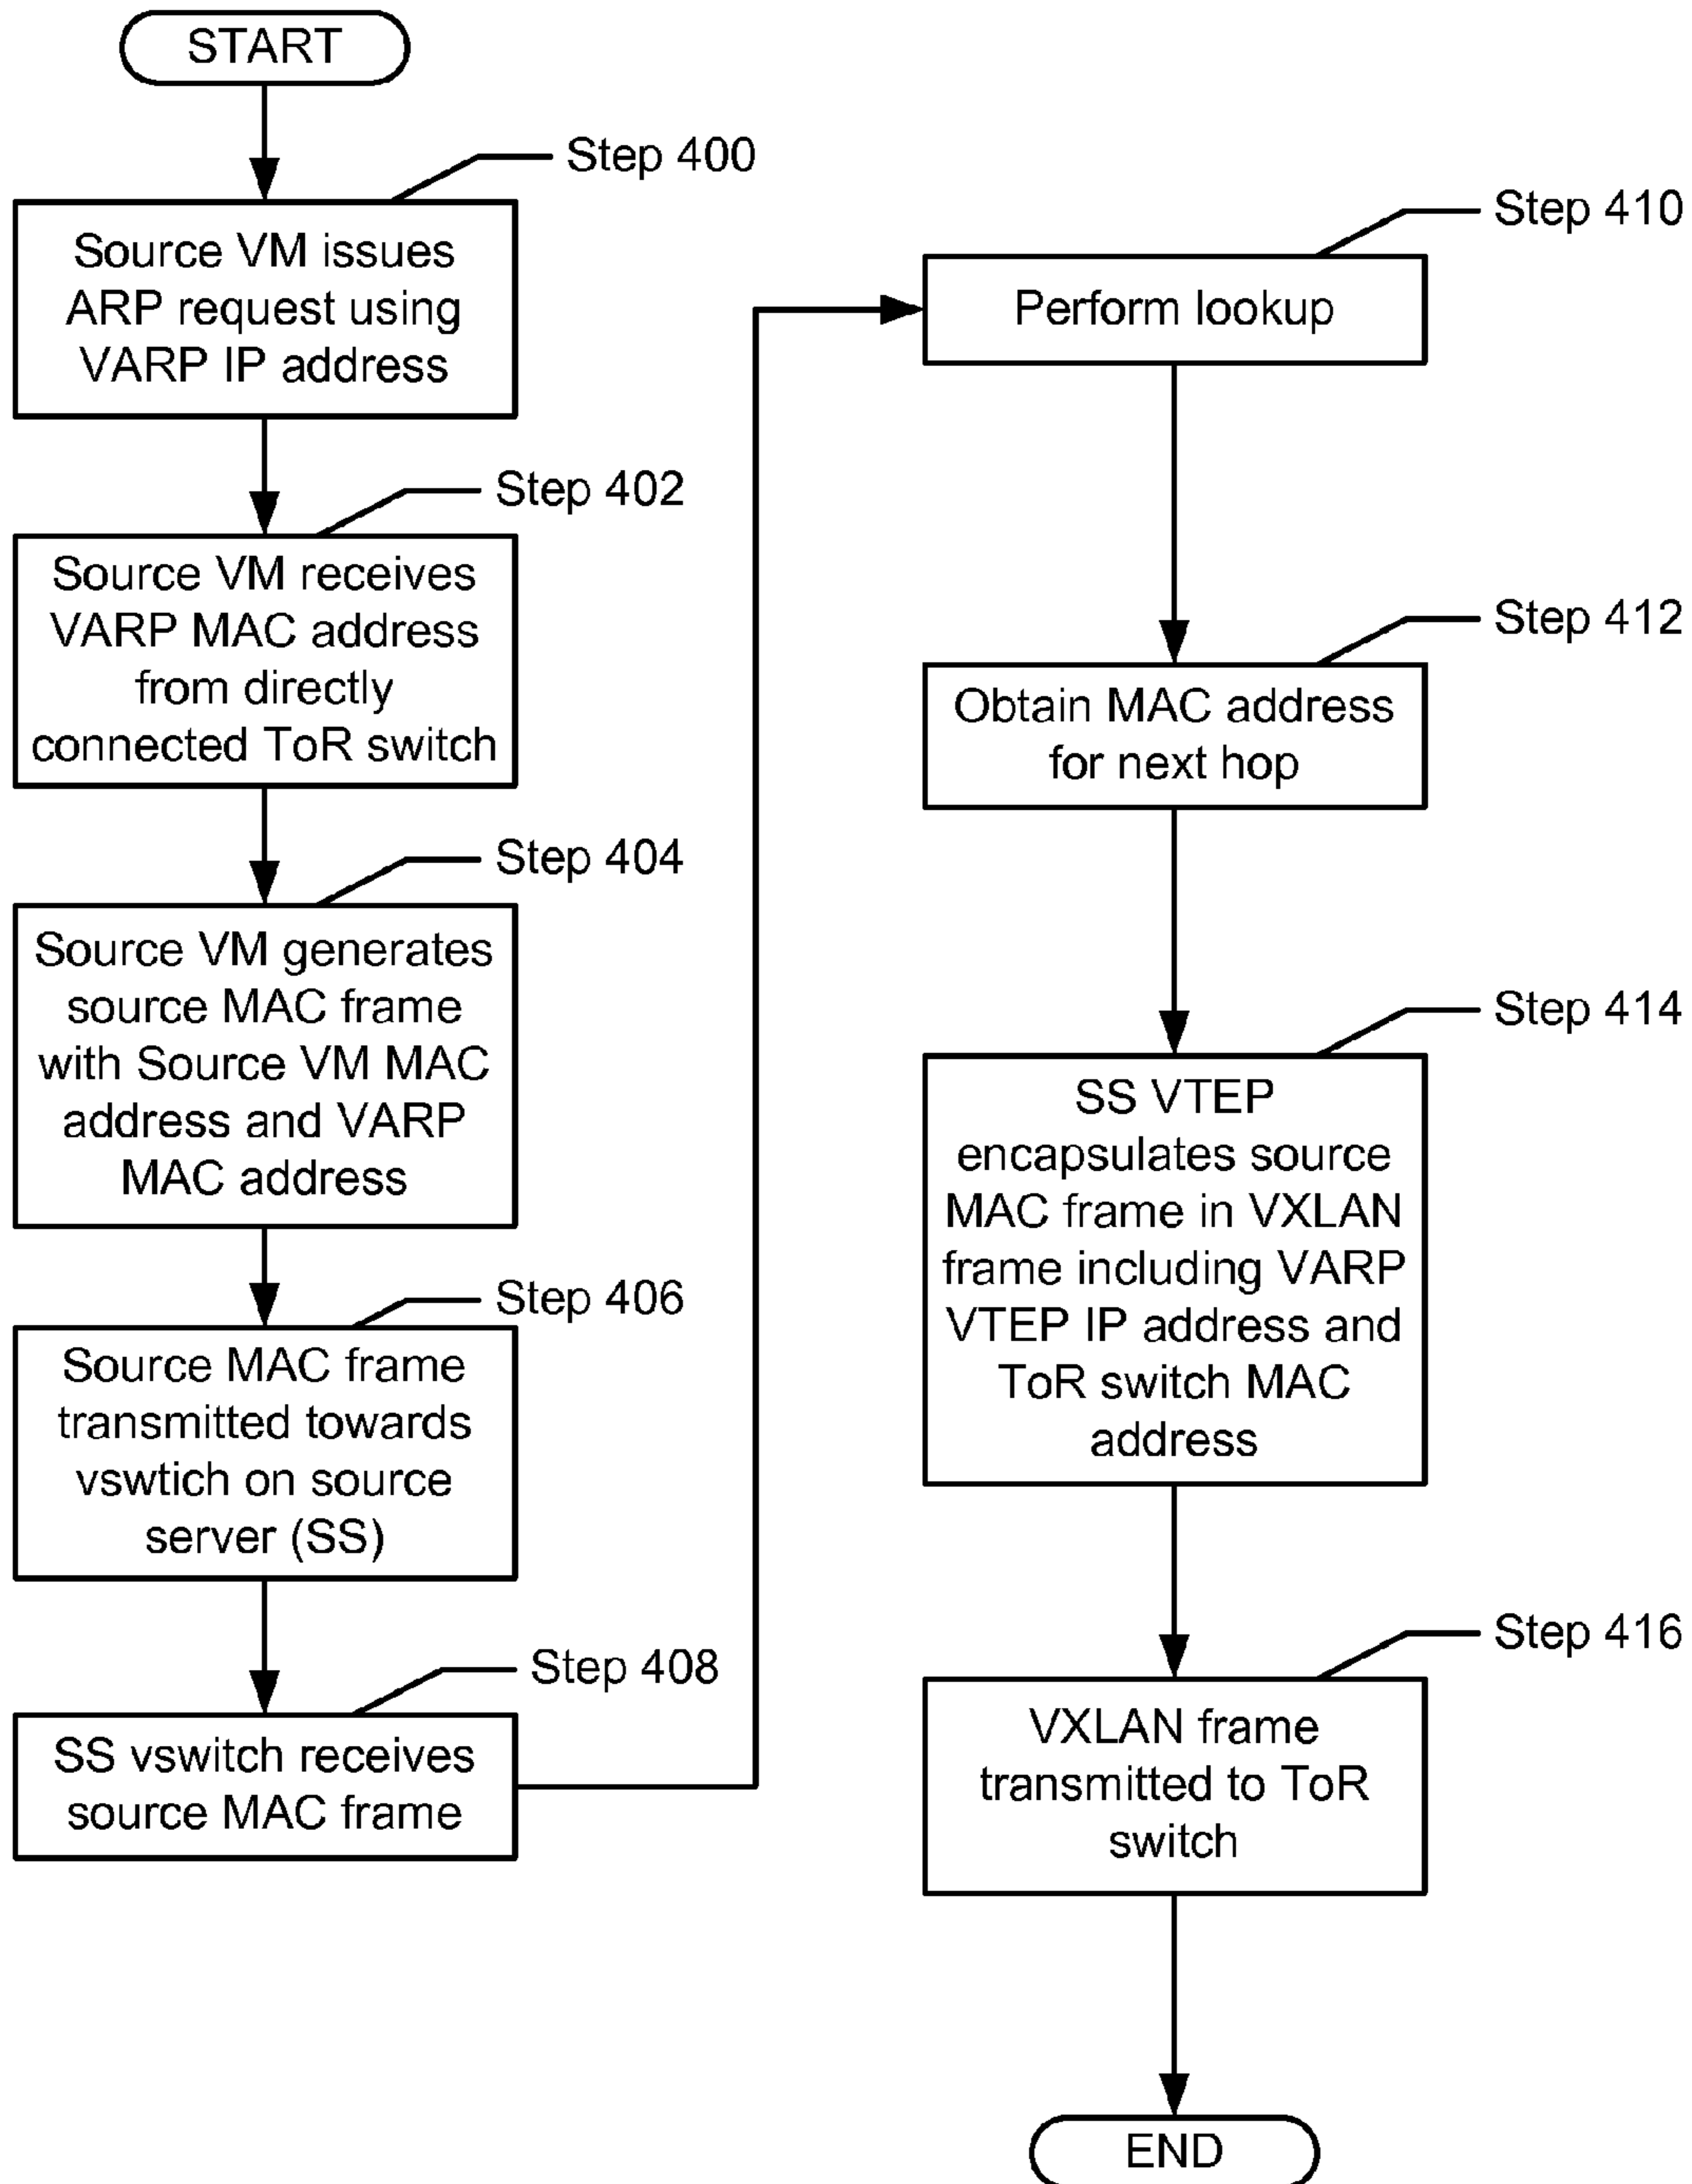 START
Step 400
Source VM issues
ARP request using
VARP IP address
Step 402
Source VM receives
VARP MAC address
from directly
connected ToR switch
Step 404
Source VM generates
source MAC frame
with Source VM MAC
address and VARP
MAC address
Step 406
Source MAC frame
transmitted towards
vswtich on source
server (SS)
Step 408
SS vswitch receives
source MAC frame
Step 410
Perform lookup
Step 412
Obtain MAC address
for next hop
Step 414
SS VTEP
encapsulates source
MAC frame in VXLAN
frame including VARP
VTEP IP address and
ToR switch MAC
address
Step 416
VXLAN frame
transmitted to ToR
switch
END